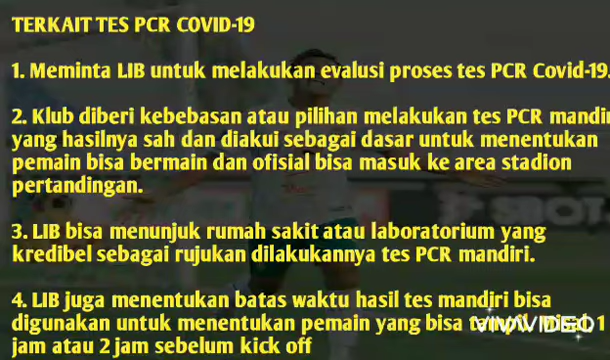 TERKAIT TES PCR COVID-19
1. Meminta LIB untuk melakukan evalusi proses tes PCR Covid-19.
2. Klub diberi kebebasan atau pilihan melakukan tes PCR mandir
yang hasilnya sah dan diakui sebagai dasar untuk menentukan
pemain bisa bermain dan ofisial bisa masuk ke area stadion
pertandingan.
3. LIB bisa menunjuk rumah sakit atau laboratorium yang
kredibel sebagai rujukan dilakukannya tes PCR mandiri.
4. LIB juga menentukan batas waktu hasil tes mandiri bisa
digunakan untuk menentukan pemain yang bisa 1
VIVAVIDEO
jam atau 2 jam sebelum kick off
SBOT